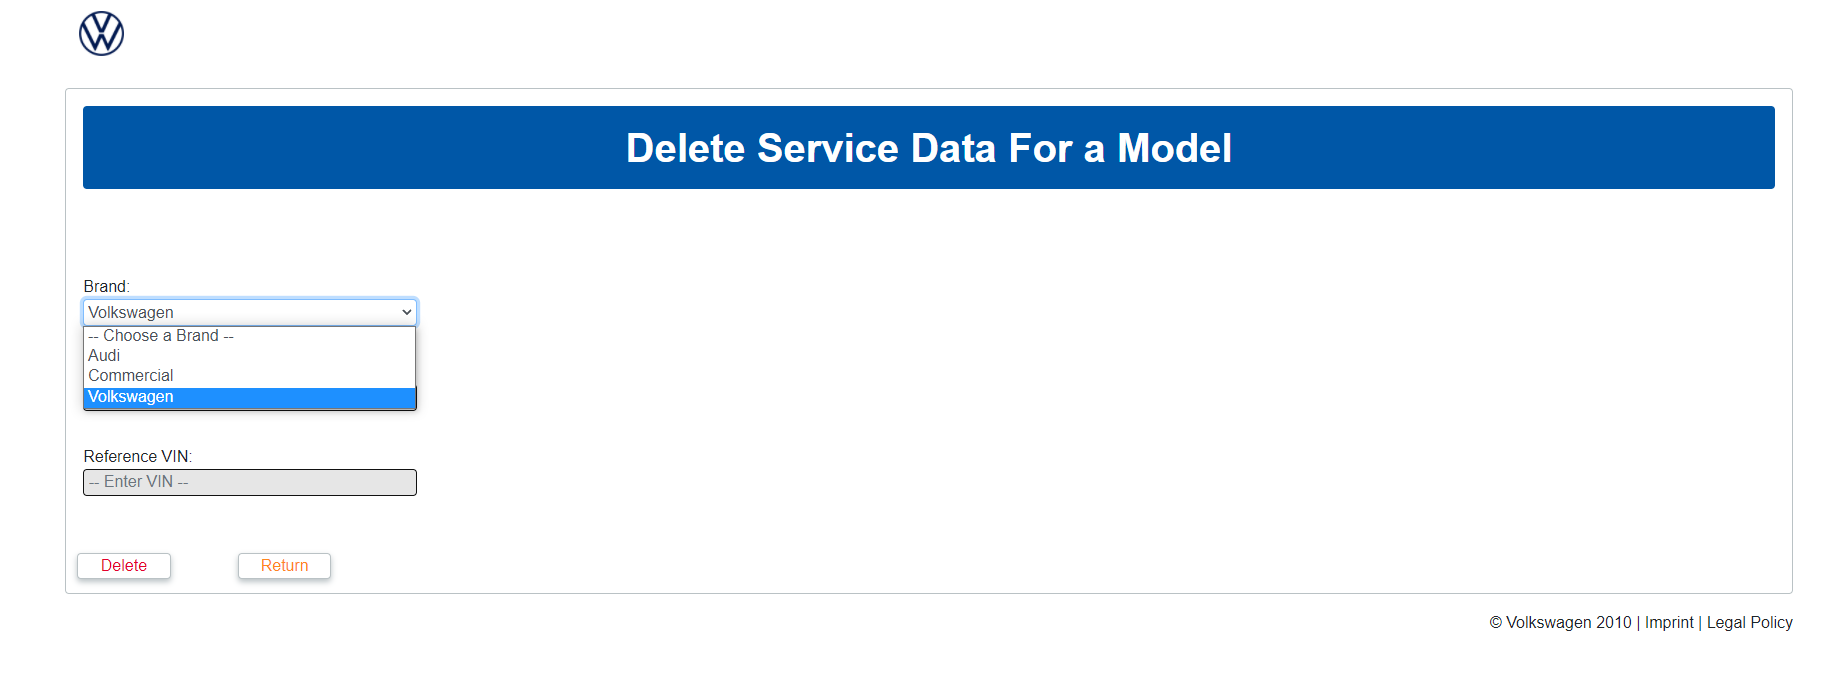 Delete Service Data For a Model
Brand:
Volkswagen
-- Choose a Brand --
Audi
Commercial
Volkswagen
Reference VIN:
-- Enter VIN --
Delete
Return
© Volkswagen 2010 | Imprint | Legal Policy